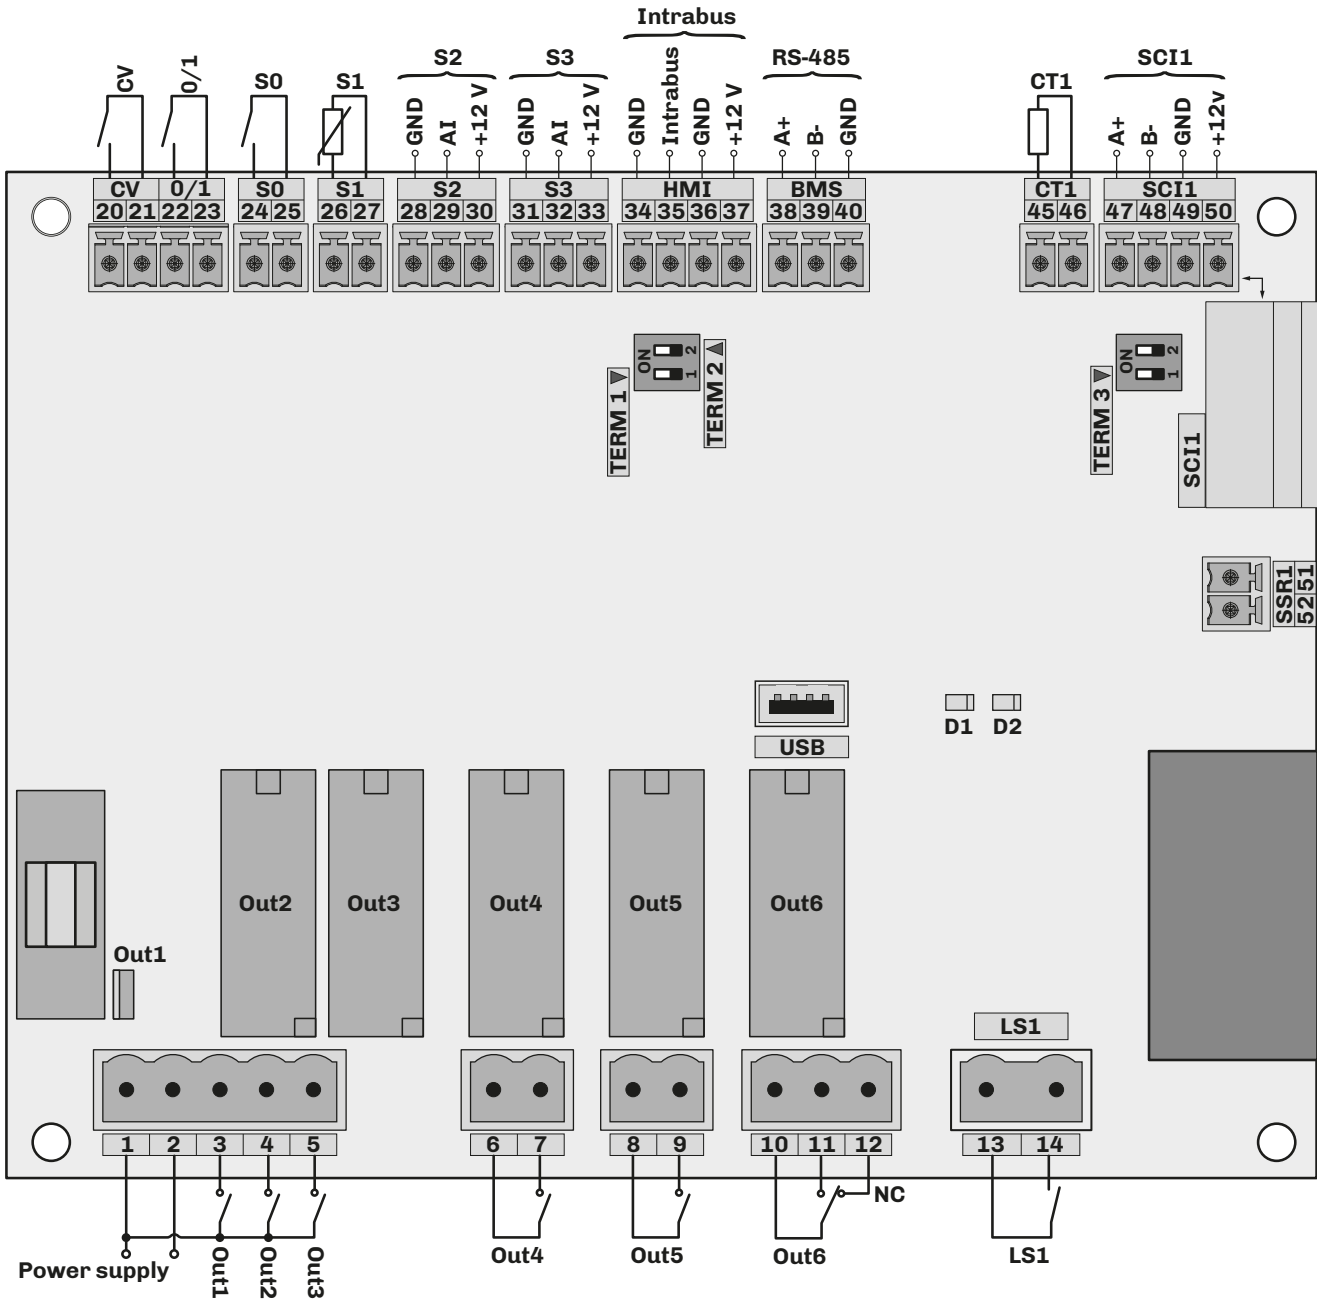 Intrabus
S2 S3 RS-485 SCI1
CV 0/1 S0 S1 CT1
GND AI +12 V GND AI +12 V GND Intrabus GND +12 V A+ B- GND A+ B- GND +12v
CV 0/1 S0 S1 S2 S3 HMI BMS CT1 SCI1
20 21 22 23 24 25 26 27 28 29 30 31 32 33 34 35 36 37 38 39 40 45 46 47 48 49 50
ON 1 2
TERM 1
TERM 2
ON 1 2
TERM 3
SCI1
SSR1
52 51
USB
D1 D2
Out2 Out3 Out4 Out5 Out6
Out1
LS1
1 2 3 4 5 6 7 8 9 10 11 12 13 14
NC
Power supply Out1 Out2 Out3 Out4 Out5 Out6 LS1